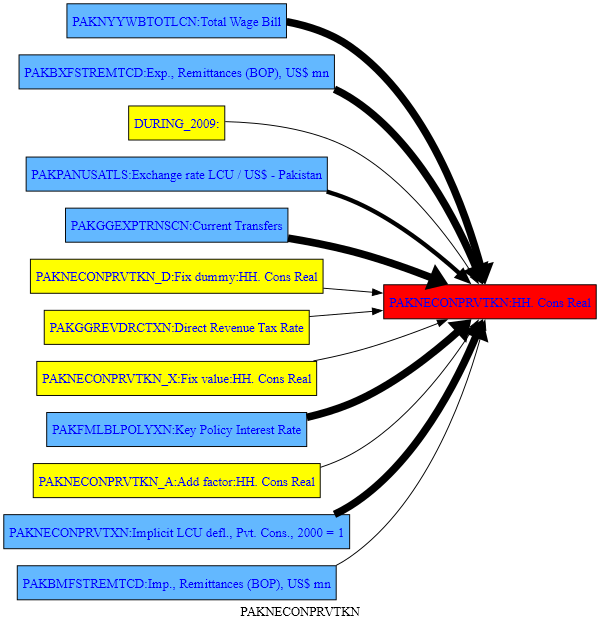 PAKNYYWBTOTLCN:Total Wage Bill
PAKBXFSTREMTCD:Exp., Remittances (BOP), US$ mn
DURING_2009:
PAKPANUSATLS:Exchange rate LCU / US$ - Pakistan
PAKGGEXPTRNSCN:Current Transfers
PAKNECONPRVTKN_D:Fix dummy:HH. Cons Real
PAKNECONPRVTKN:HH. Cons Real
PAKGGREVDRCTXN:Direct Revenue Tax Rate
PAKNECONPRVTKN_X:Fix value:HH. Cons Real
PAKFMLBLPOLYXN:Key Policy Interest Rate
PAKNECONPRVTKN_A:Add factor:HH. Cons Real
PAKNECONPRVTXN:Implicit LCU defl., Pvt. Cons., 2000 = 1
PAKBMFSTREMTCD:Imp., Remittances (BOP), US$ mn
PAKNECONPRVTKN